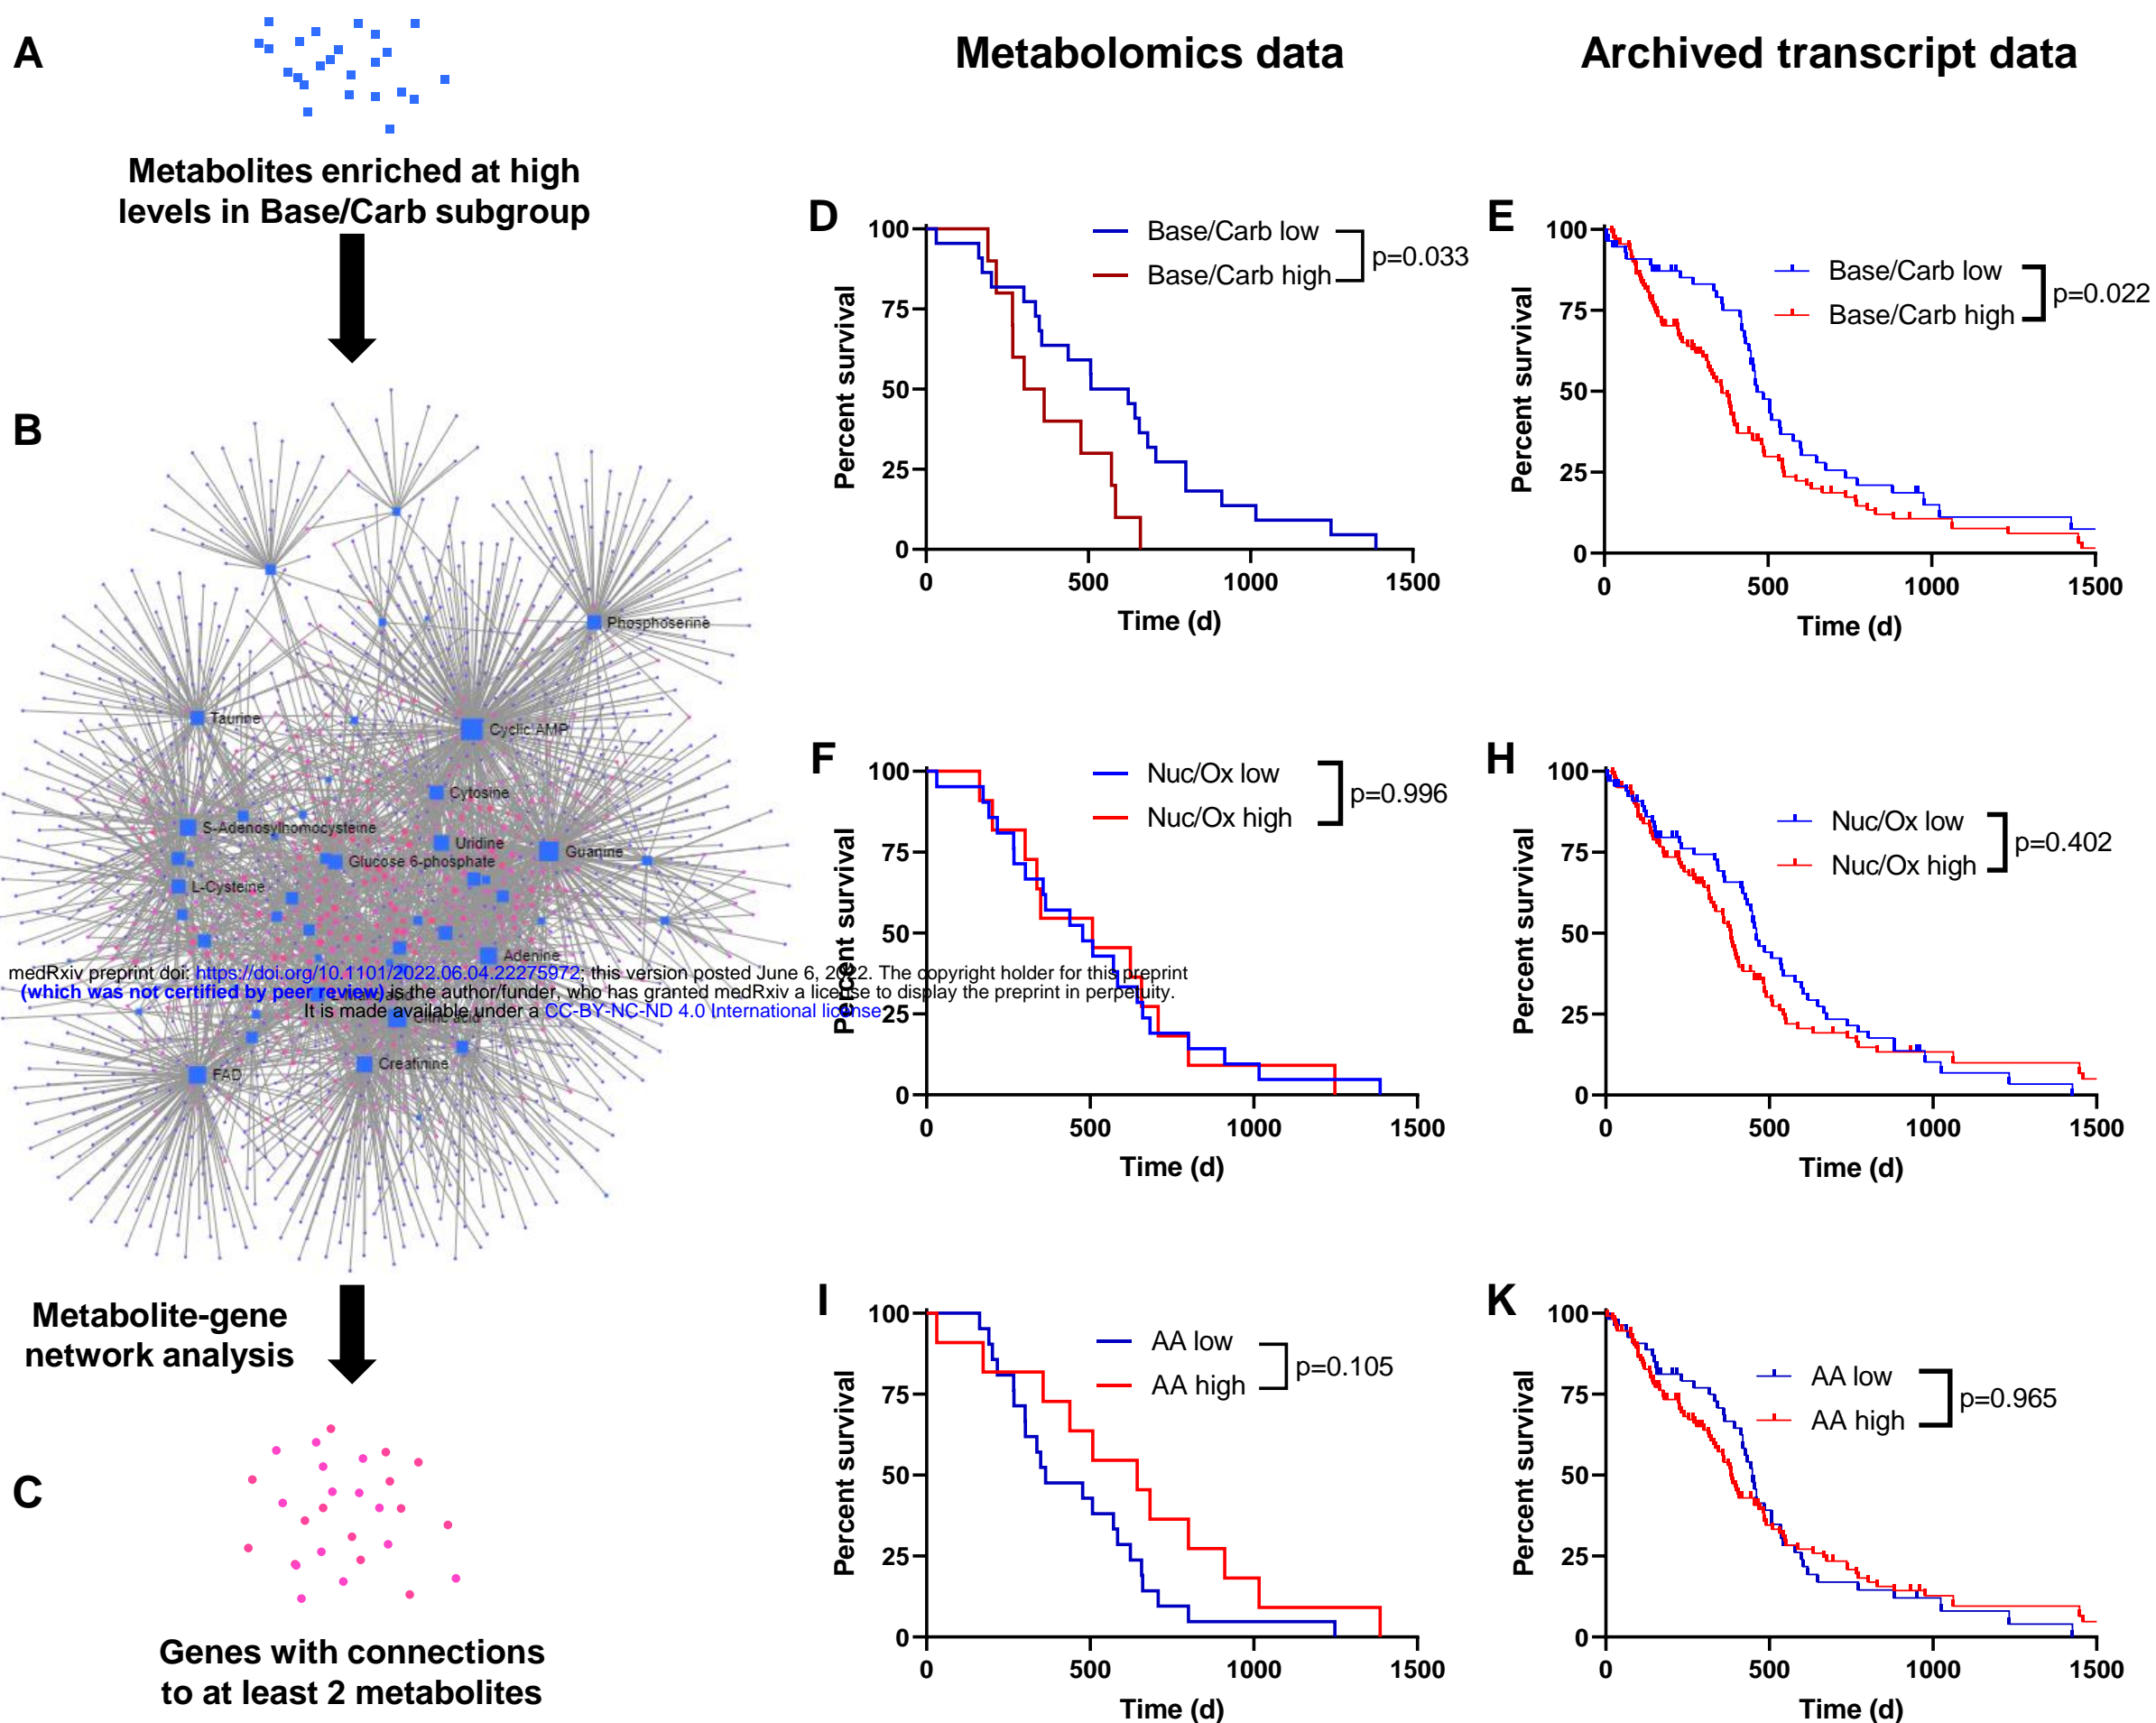 A
Metabolites enriched at high
levels in Base/Carb subgroup
B
Phosphoserine
Taurine
Cyclic AMP
Cytosine
S-Adenosylhomocysteine
Uridine
Glucose 6-phosphate
Guanine
L-Cysteine
Adenine
medRxiv preprint doi: https://doi.org/10.1101/2022.06.04.22275972; this version posted June 6, 2022. The copyright holder for this preprint
(which was not certified by peer review) is the author/funder, who has granted medRxiv a license to display the preprint in perpetuity.
It is made available under a CC-BY-NC-ND 4.0 International license
Citric acid
Creatinine
FAD
Metabolite-gene
network analysis
C
Genes with connections
to at least 2 metabolites
Metabolomics data
Archived transcript data
D
Percent survival
100
75
50
25
0
0 500 1000 1500
Time (d)
Base/Carb low
Base/Carb high
p=0.033
E
Percent survival
100
75
50
25
0
0 500 1000 1500
Time (d)
Base/Carb low
Base/Carb high
p=0.022
F
Percent survival
100
75
50
25
0
0 500 1000 1500
Time (d)
Nuc/Ox low
Nuc/Ox high
p=0.996
H
Percent survival
100
75
50
25
0
0 500 1000 1500
Time (d)
Nuc/Ox low
Nuc/Ox high
p=0.402
I
Percent survival
100
75
50
25
0
0 500 1000 1500
Time (d)
AA low
AA high
p=0.105
K
Percent survival
100
75
50
25
0
0 500 1000 1500
Time (d)
AA low
AA high
p=0.965